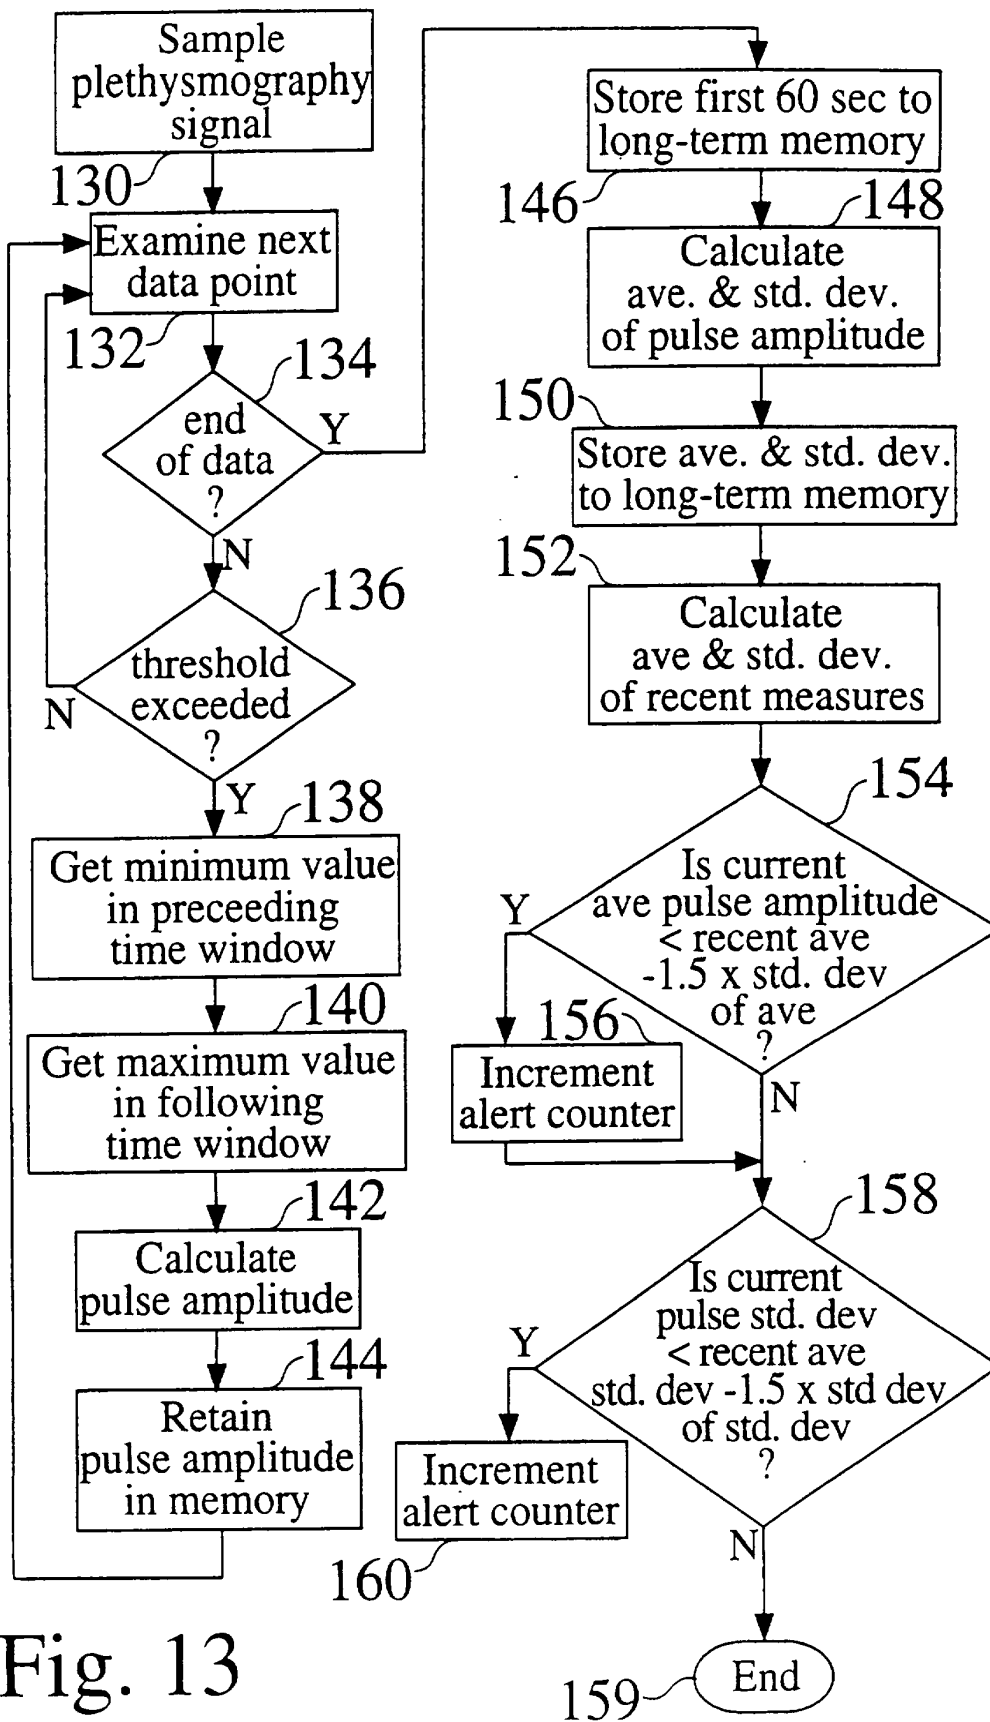 Sample
plethysmography
signal
130
Examine next
data point
132
134
end
of data
?
Y
N
136
threshold
exceeded
?
N
Y
138
Get minimum value
in preceeding
time window
140
Get maximum value
in following
time window
142
Calculate
pulse amplitude
144
Retain
pulse amplitude
in memory
Store first 60 sec to
long-term memory
146
148
Calculate
ave. & std. dev.
of pulse amplitude
150
Store ave. & std. dev.
to long-term memory
152
Calculate
ave & std. dev.
of recent measures
154
Is current
ave pulse amplitude
< recent ave
-1.5 x std. dev
of ave
?
Y
N
156
Increment
alert counter
158
Is current
pulse std. dev
< recent ave
std. dev -1.5 x std dev
of std. dev
?
Y
N
Increment
alert counter
160
End
159
Fig. 13